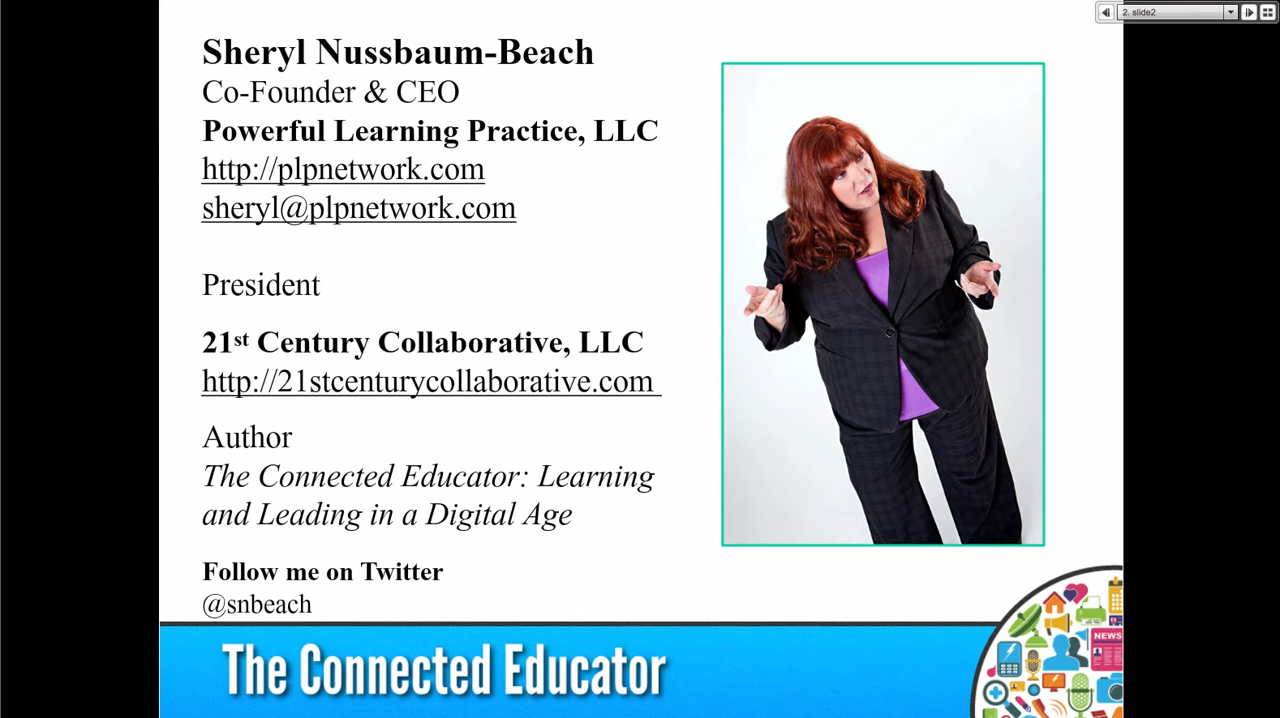 2. slide2
Sheryl Nussbaum-Beach
Co-Founder & CEO
Powerful Learning Practice, LLC
http://plpnetwork.com
sheryl@plpnetwork.com
President
21st Century Collaborative, LLC
http://21stcenturycollaborative.com
Author
The Connected Educator: Learning
and Leading in a Digital Age
Follow me on Twitter
@snbeach
NEWS
The Connected Educator